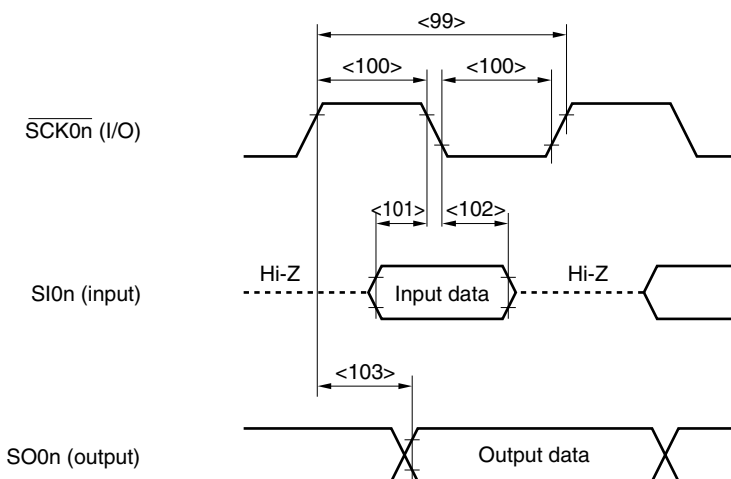 <99>
<100> <100>
SCK0n (I/O)
<101> <102>
Hi-Z Hi-Z
SI0n (input) Input data
<103>
SO0n (output) Output data